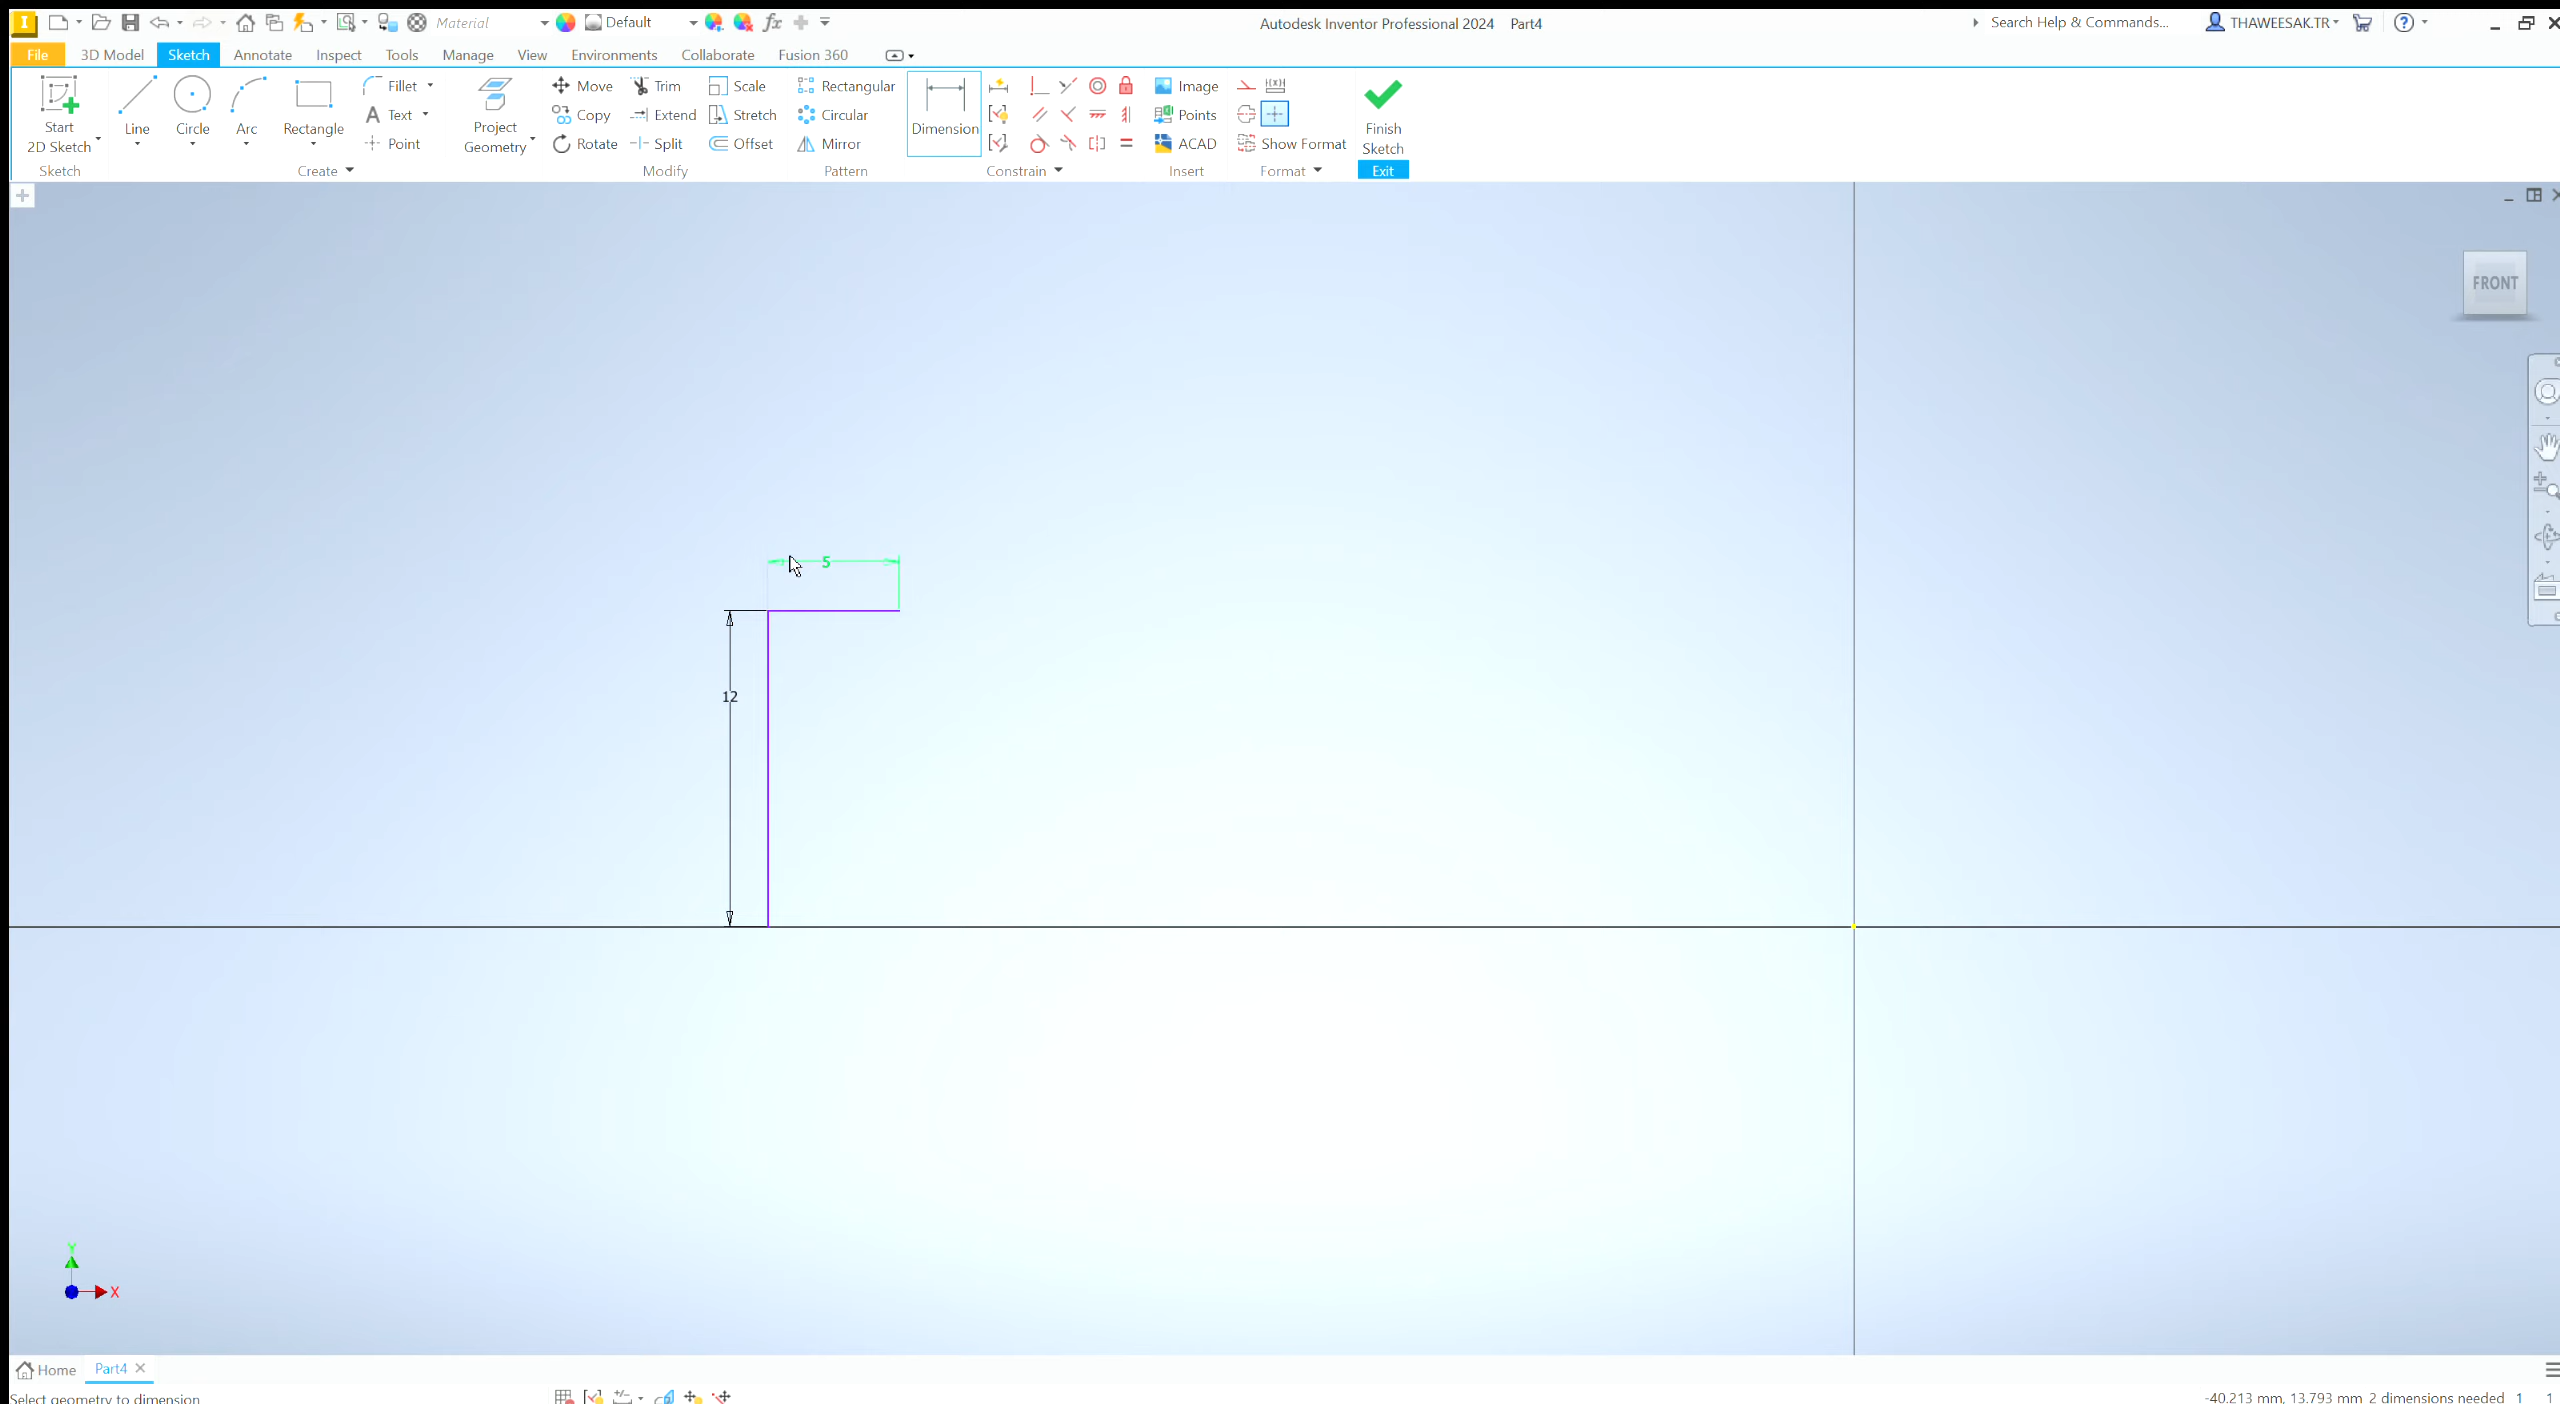 Material Default Autodesk Inventor Professional 2024 Part4 Search Help & Commands... THAWEESAK.TR
File 3D Model Sketch Annotate Inspect Tools Manage View Environments Collaborate Fusion 360
Start 2D Sketch
Line
Circle
Arc
Rectangle
Fillet
Text
Point
Project Geometry
Move
Copy
Rotate
Trim
Extend
Split
Scale
Stretch
Offset
Rectangular
Circular
Mirror
Dimension
Image
Points
ACAD
Show Format
Finish Sketch
Sketch Create Modify Pattern Constrain Insert Format Exit
FRONT
5
12
Y
X
Home Part4
Select geometry to dimension
-40.213 mm, 13.793 mm 2 dimensions needed 1 1